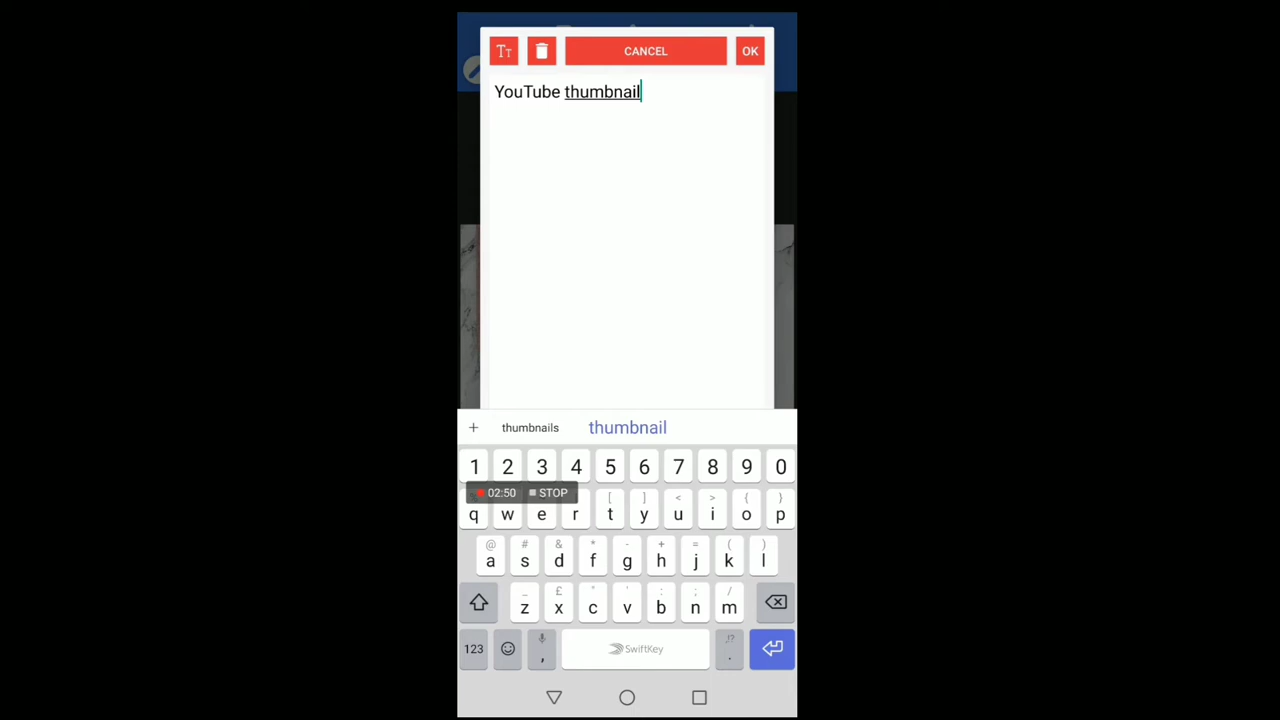 TT CANCEL OK
YouTube thumbnail
+ thumbnails thumbnail
1 2 3 4 5 6 7 8 9 0
02:50 STOP
[ ] < > { }
q w e r t y u i o p
@ # & * - + = ( )
a s d f g h j k l
_ £ " ' : ; /
z x c v b n m
!?
123 , SwiftKey .